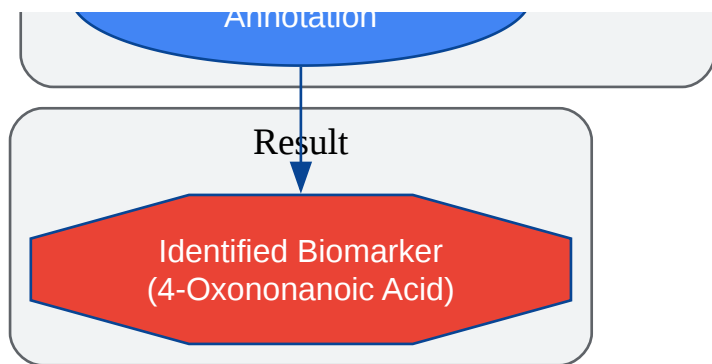 Annotation
Result
Identified Biomarker
(4-Oxononanoic Acid)